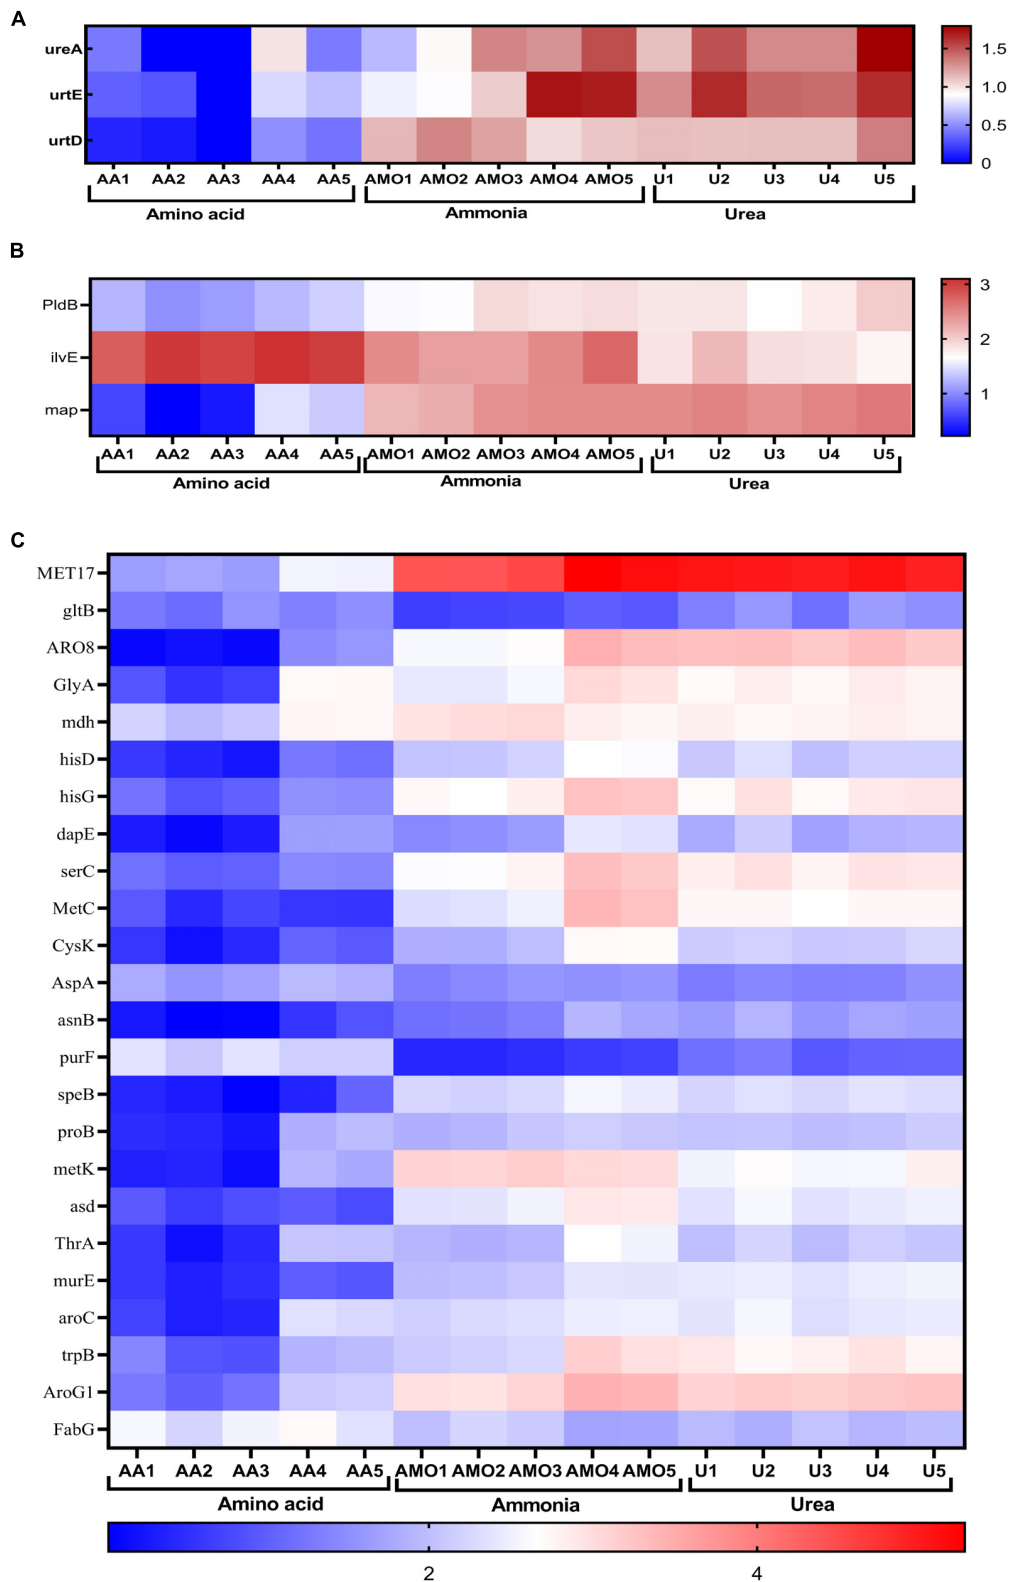 A
ureA
urtE
urtD
1.5
1.0
0.5
0
AA1 AA2 AA3 AA4 AA5 AMO1 AMO2 AMO3 AMO4 AMO5 U1 U2 U3 U4 U5
Amino acid Ammonia Urea
B
PldB
ilvE
map
3
2
1
AA1 AA2 AA3 AA4 AA5 AMO1 AMO2 AMO3 AMO4 AMO5 U1 U2 U3 U4 U5
Amino acid Ammonia Urea
C
MET17
gltB
ARO8
GlyA
mdh
hisD
hisG
dapE
serC
MetC
CysK
AspA
asnB
purF
speB
proB
metK
asd
ThrA
murE
aroC
trpB
AroG1
FabG
AA1 AA2 AA3 AA4 AA5 AMO1 AMO2 AMO3 AMO4 AMO5 U1 U2 U3 U4 U5
Amino acid Ammonia Urea
2 4